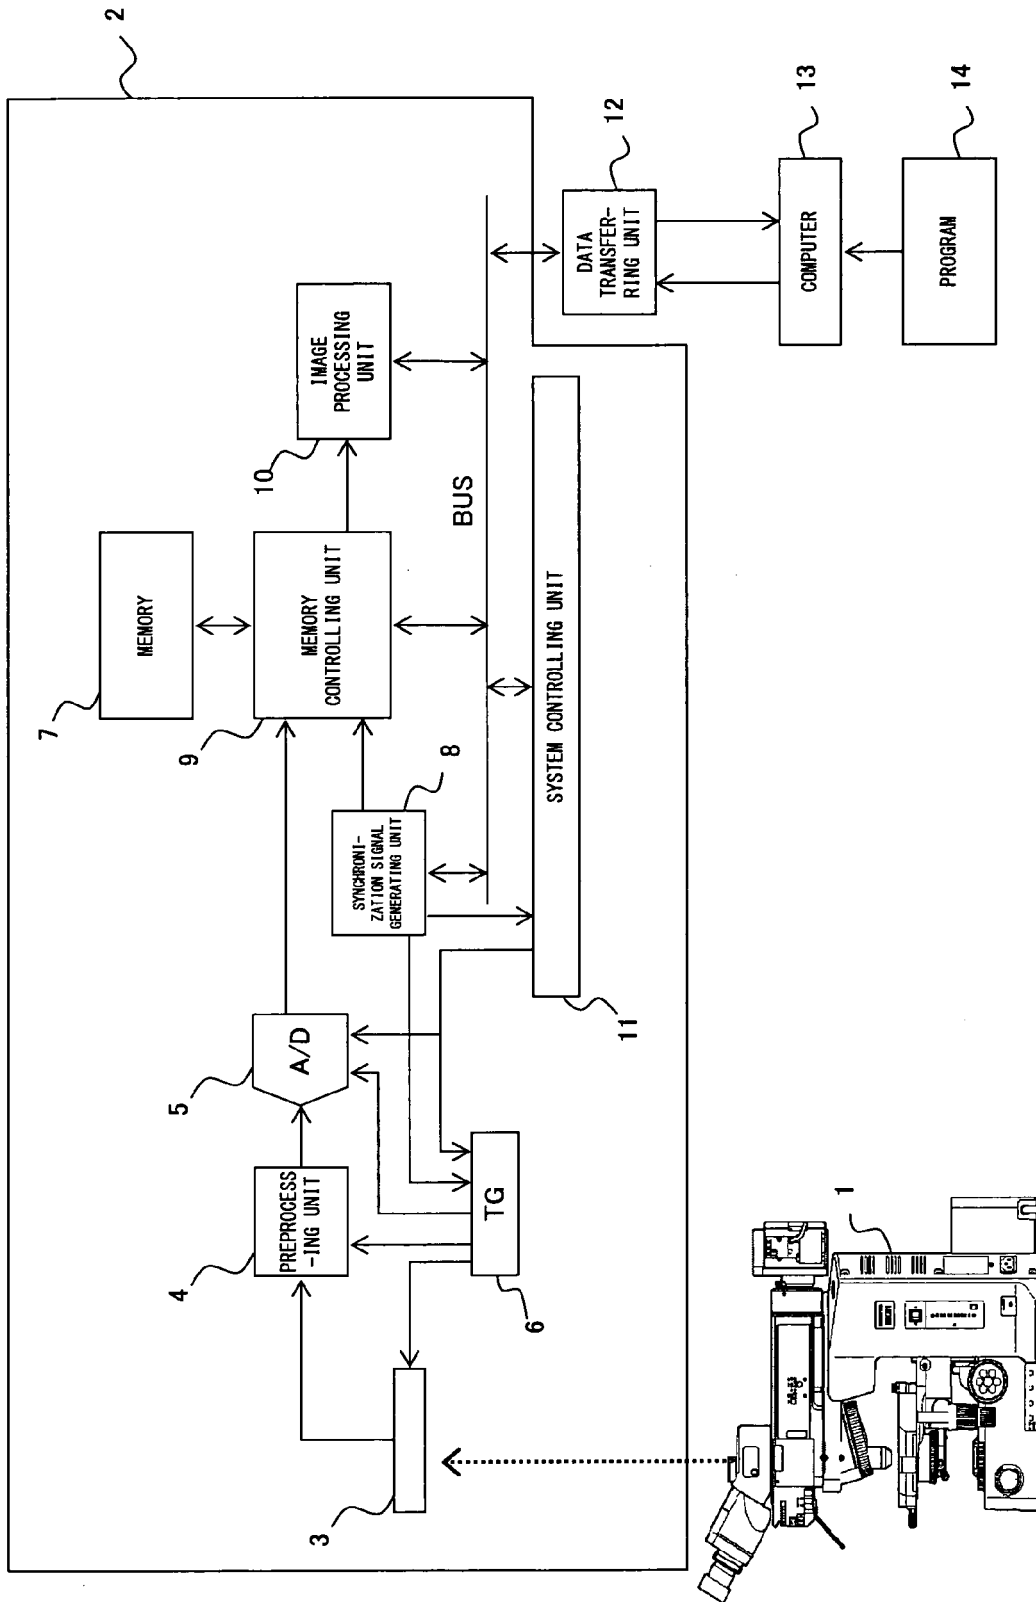 2
7
MEMORY
9
MEMORY
CONTROLLING UNIT
10
IMAGE
PROCESSING
UNIT
5
A/D
4
PREPROCESS
-ING UNIT
8
SYNCHRONI-
ZATION SIGNAL
GENERATING UNIT
BUS
3
6
TG
11
SYSTEM CONTROLLING UNIT
12
DATA
TRANSFER-
RING UNIT
13
COMPUTER
14
PROGRAM
1